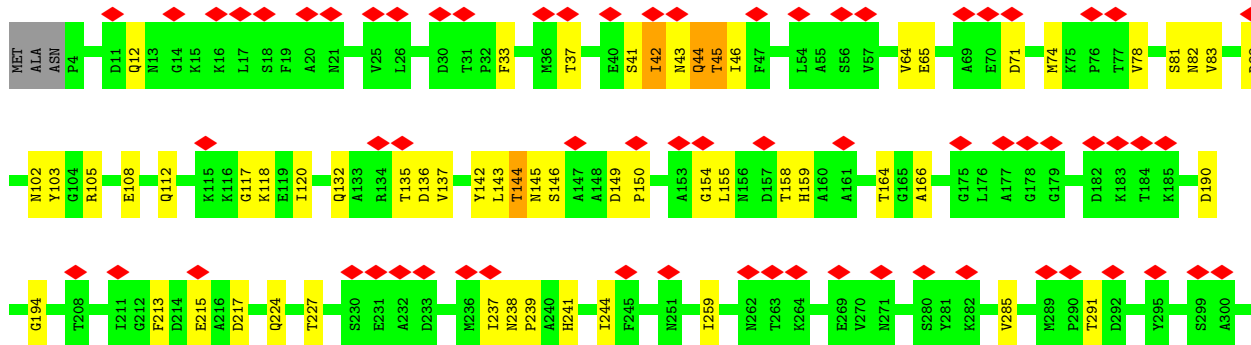 MET ALA ASN P4 D11 Q12 N13 G14 K15 K16 L17 S18 F19 A20 N21 V25 L26 D30 T31 P32 F33 M36 T37 E40 S41 I42 N43 Q44 T45 I46 F47 L54 A55 S56 V57 V64 E65 A69 E70 D71 M74 K75 P76 T77 V78 S81 N82 V83
N102 Y103 G104 R105 E108 Q112 K115 K116 G117 K118 E119 I120 Q132 A133 R134 T135 D136 V137 Y142 L143 T144 N145 S146 A147 A148 D149 P150 A153 G154 L155 N156 D157 T158 H159 A160 A161 T164 G165 A166 G175 L176 A177 G178 G179 D182 K183 T184 K185 D190
G194 T208 I211 G212 F213 D214 E215 A216 D217 Q224 T227 S230 E231 A232 D233 M236 I237 N238 P239 A240 H241 I244 F245 N251 I259 N262 T263 K264 E269 V270 N271 S280 Y281 K282 V285 M289 P290 T291 D292 Y295 S299 A300